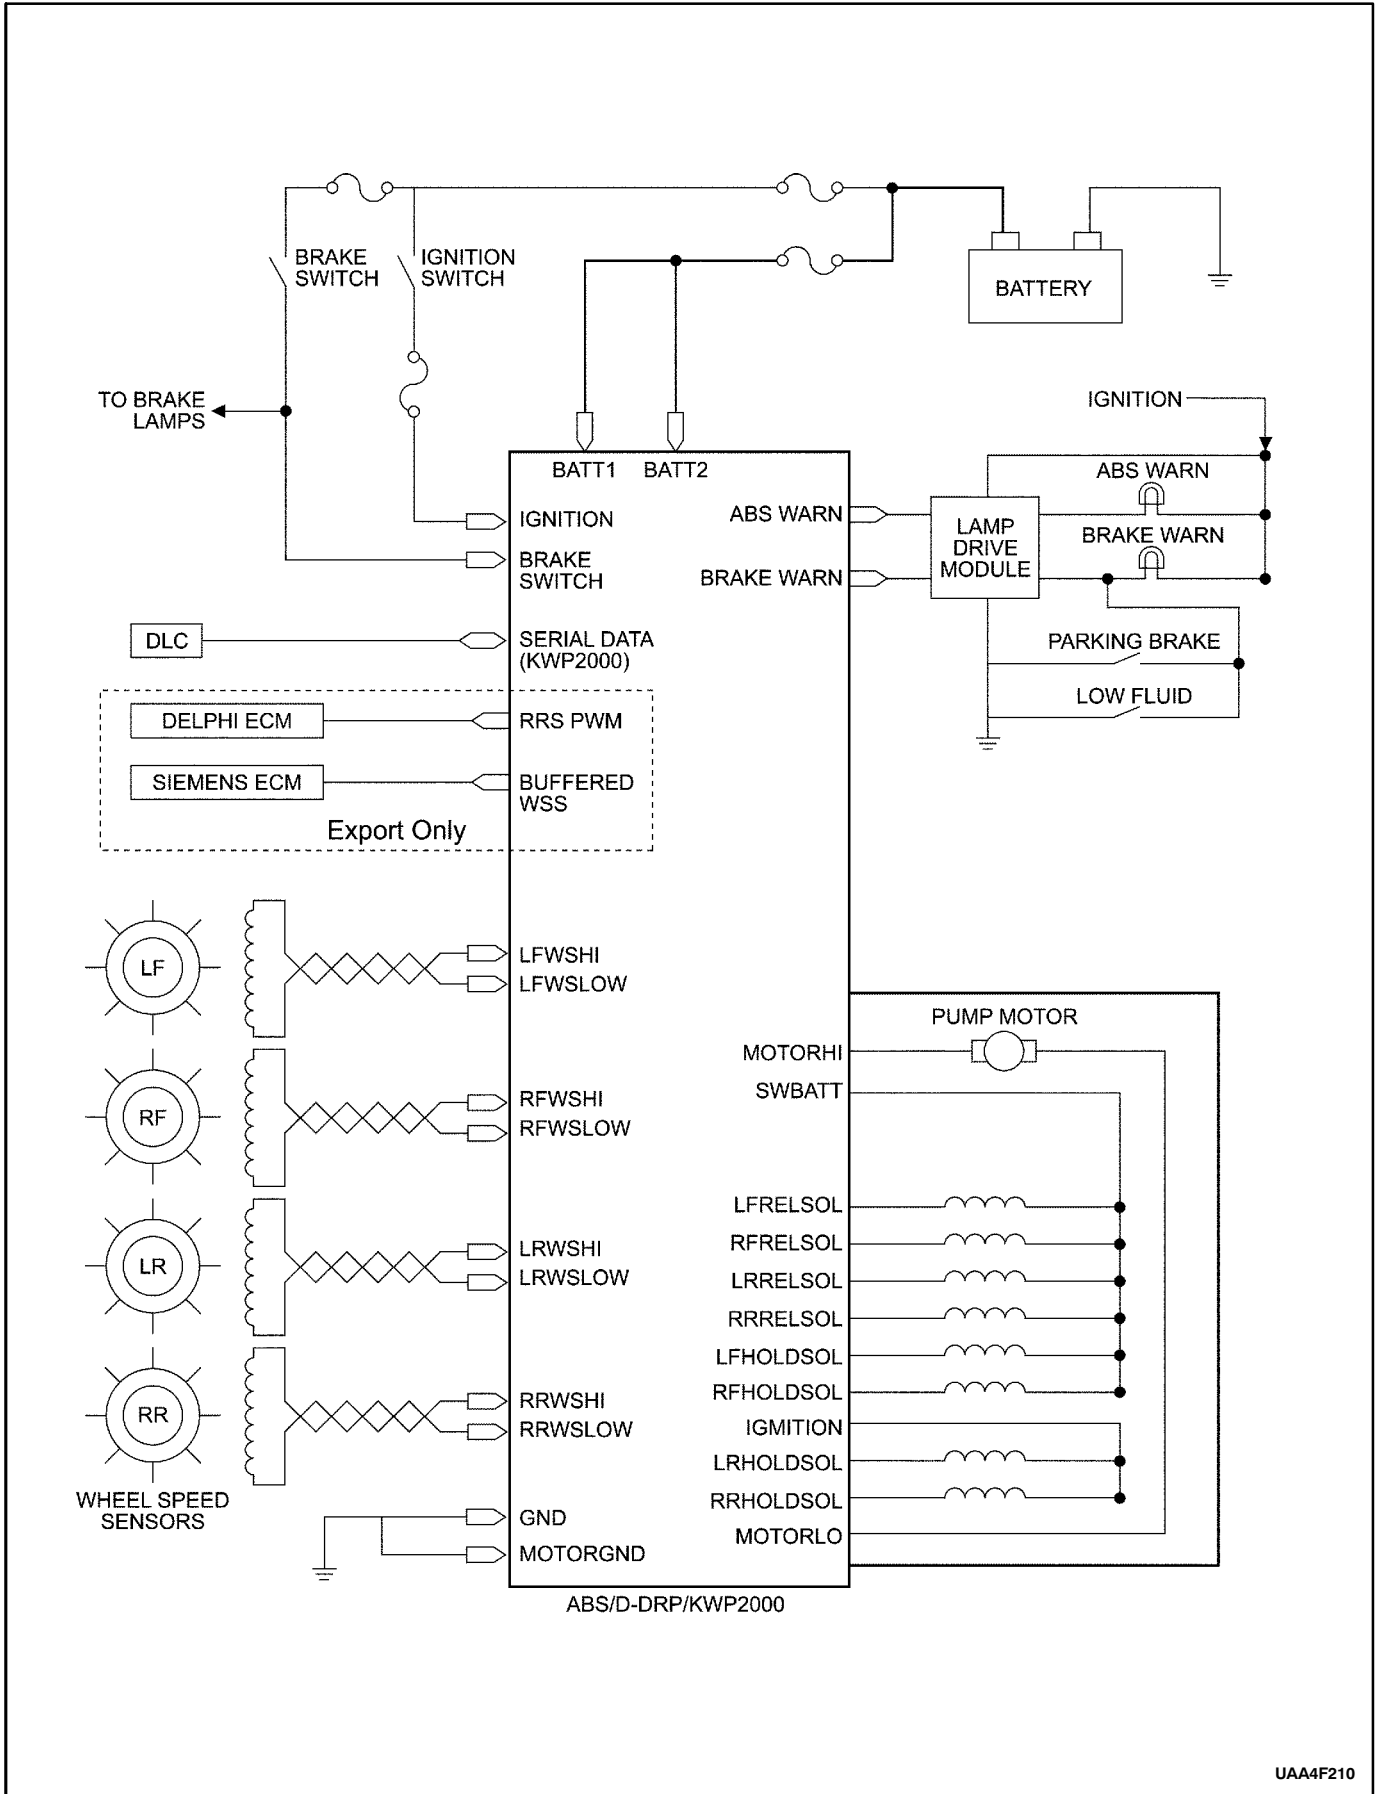 BRAKE
SWITCH
IGNITION
SWITCH
BATTERY
TO BRAKE
LAMPS
IGNITION
BATT1
BATT2
ABS WARN
IGNITION
BRAKE
SWITCH
ABS WARN
BRAKE WARN
LAMP
DRIVE
MODULE
BRAKE WARN
DLC
SERIAL DATA
(KWP2000)
PARKING BRAKE
LOW FLUID
DELPHI ECM
RRS PWM
SIEMENS ECM
BUFFERED
WSS
Export Only
LF
LFWSHI
LFWSLOW
RF
RFWSHI
RFWSLOW
LR
LRWSHI
LRWSLOW
RR
RRWSHI
RRWSLOW
WHEEL SPEED
SENSORS
GND
MOTORGND
PUMP MOTOR
MOTORHI
SWBATT
LFRELSOL
RFRELSOL
LRRELSOL
RRRELSOL
LFHOLDSOL
RFHOLDSOL
IGMITION
LRHOLDSOL
RRHOLDSOL
MOTORLO
ABS/D-DRP/KWP2000
UAA4F210